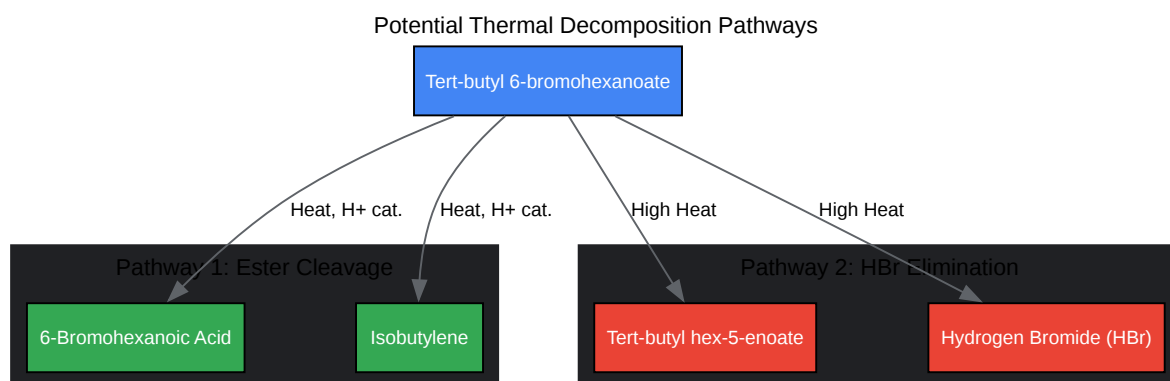 Potential Thermal Decomposition Pathways
Tert-butyl 6-bromohexanoate
Heat, H+ cat.
Heat, H+ cat.
High Heat
High Heat
Pathway 1: Ester Cleavage
Pathway 2: HBr Elimination
6-Bromohexanoic Acid
Isobutylene
Tert-butyl hex-5-enoate
Hydrogen Bromide (HBr)